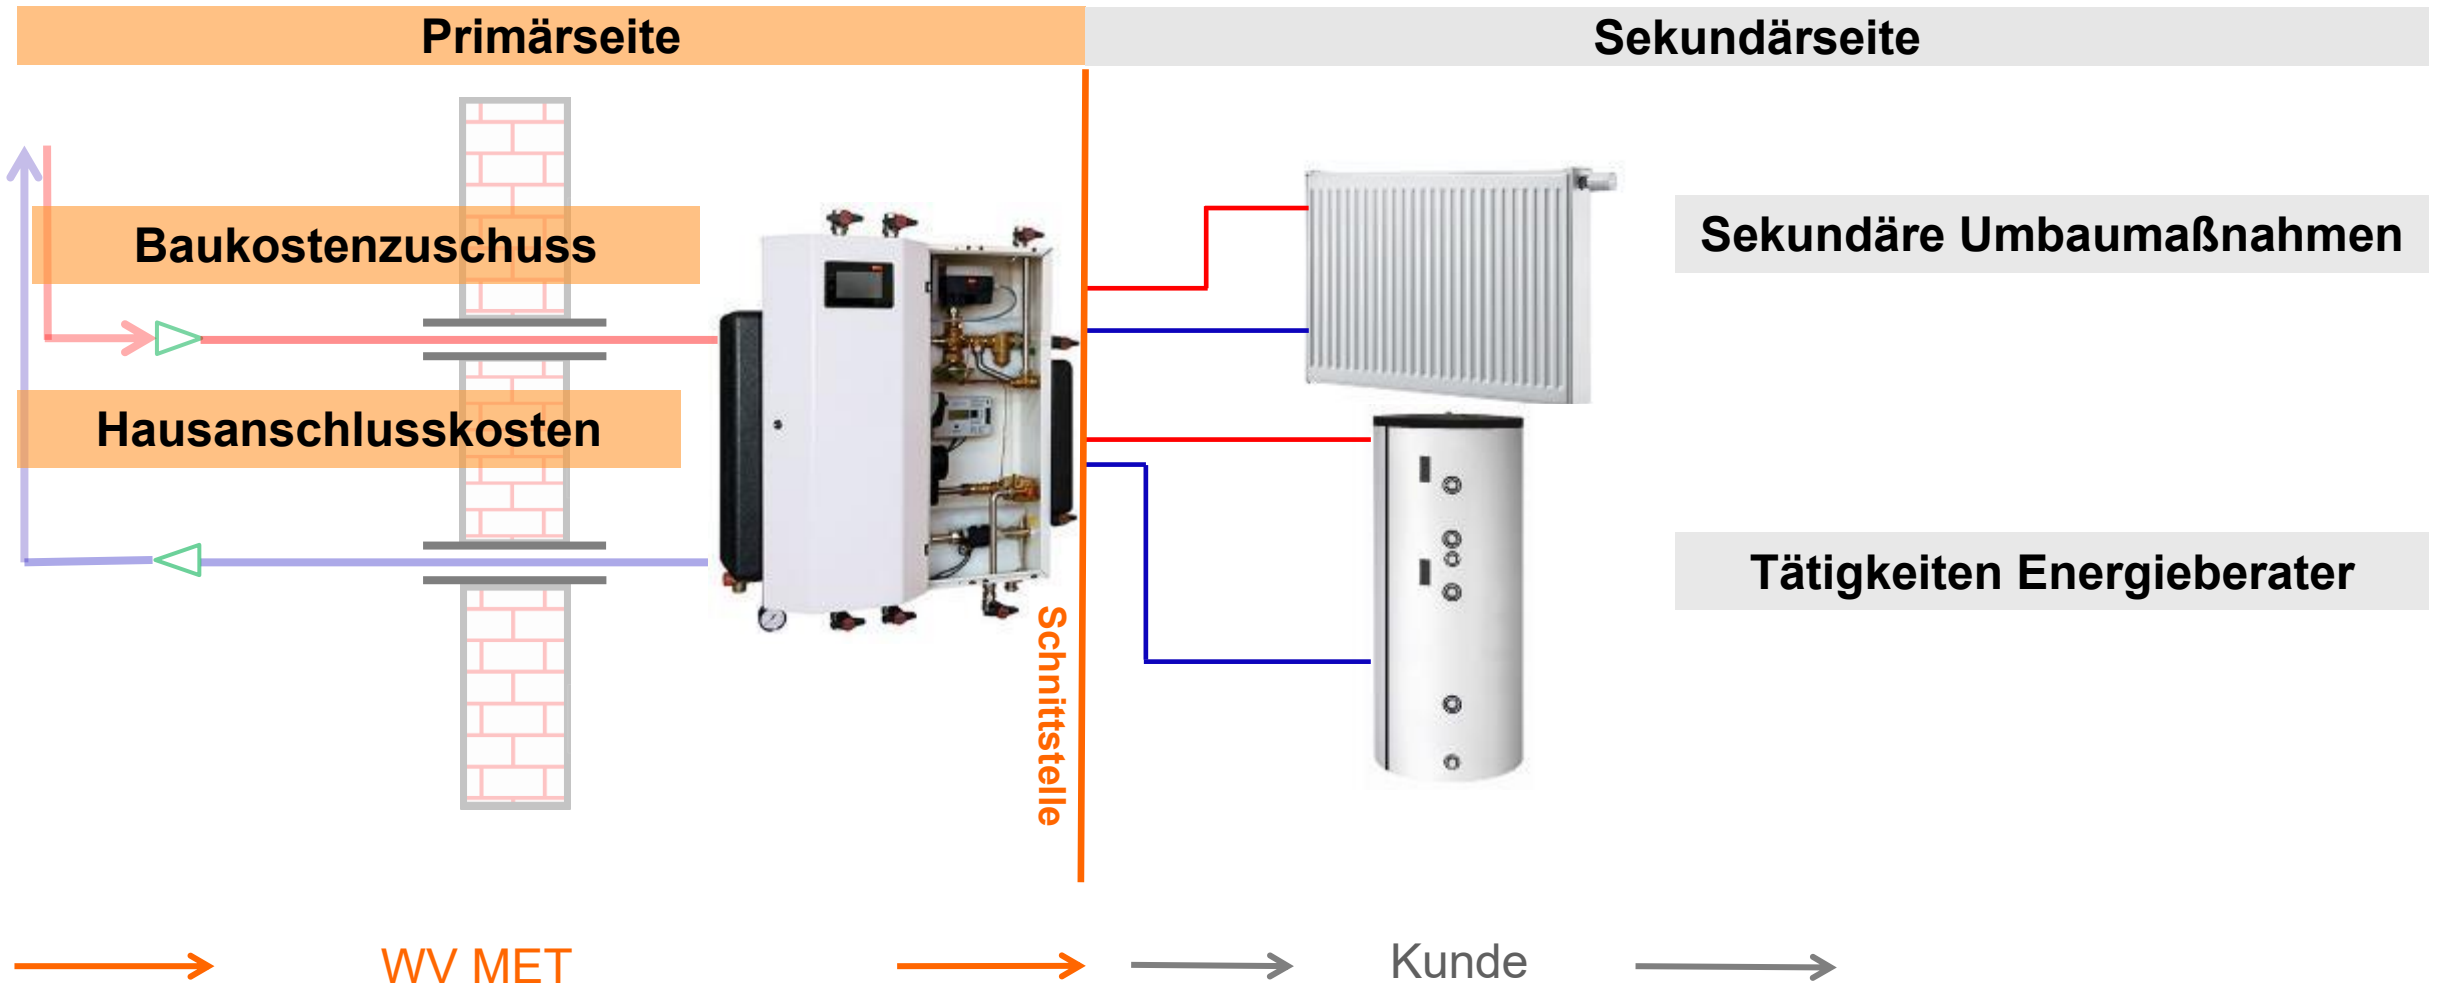 Primärseite
Sekundärseite
Baukostenzuschuss
Sekundäre Umbaumaßnahmen
Hausanschlusskosten
Tätigkeiten Energieberater
Schnittstelle
WV MET
Kunde